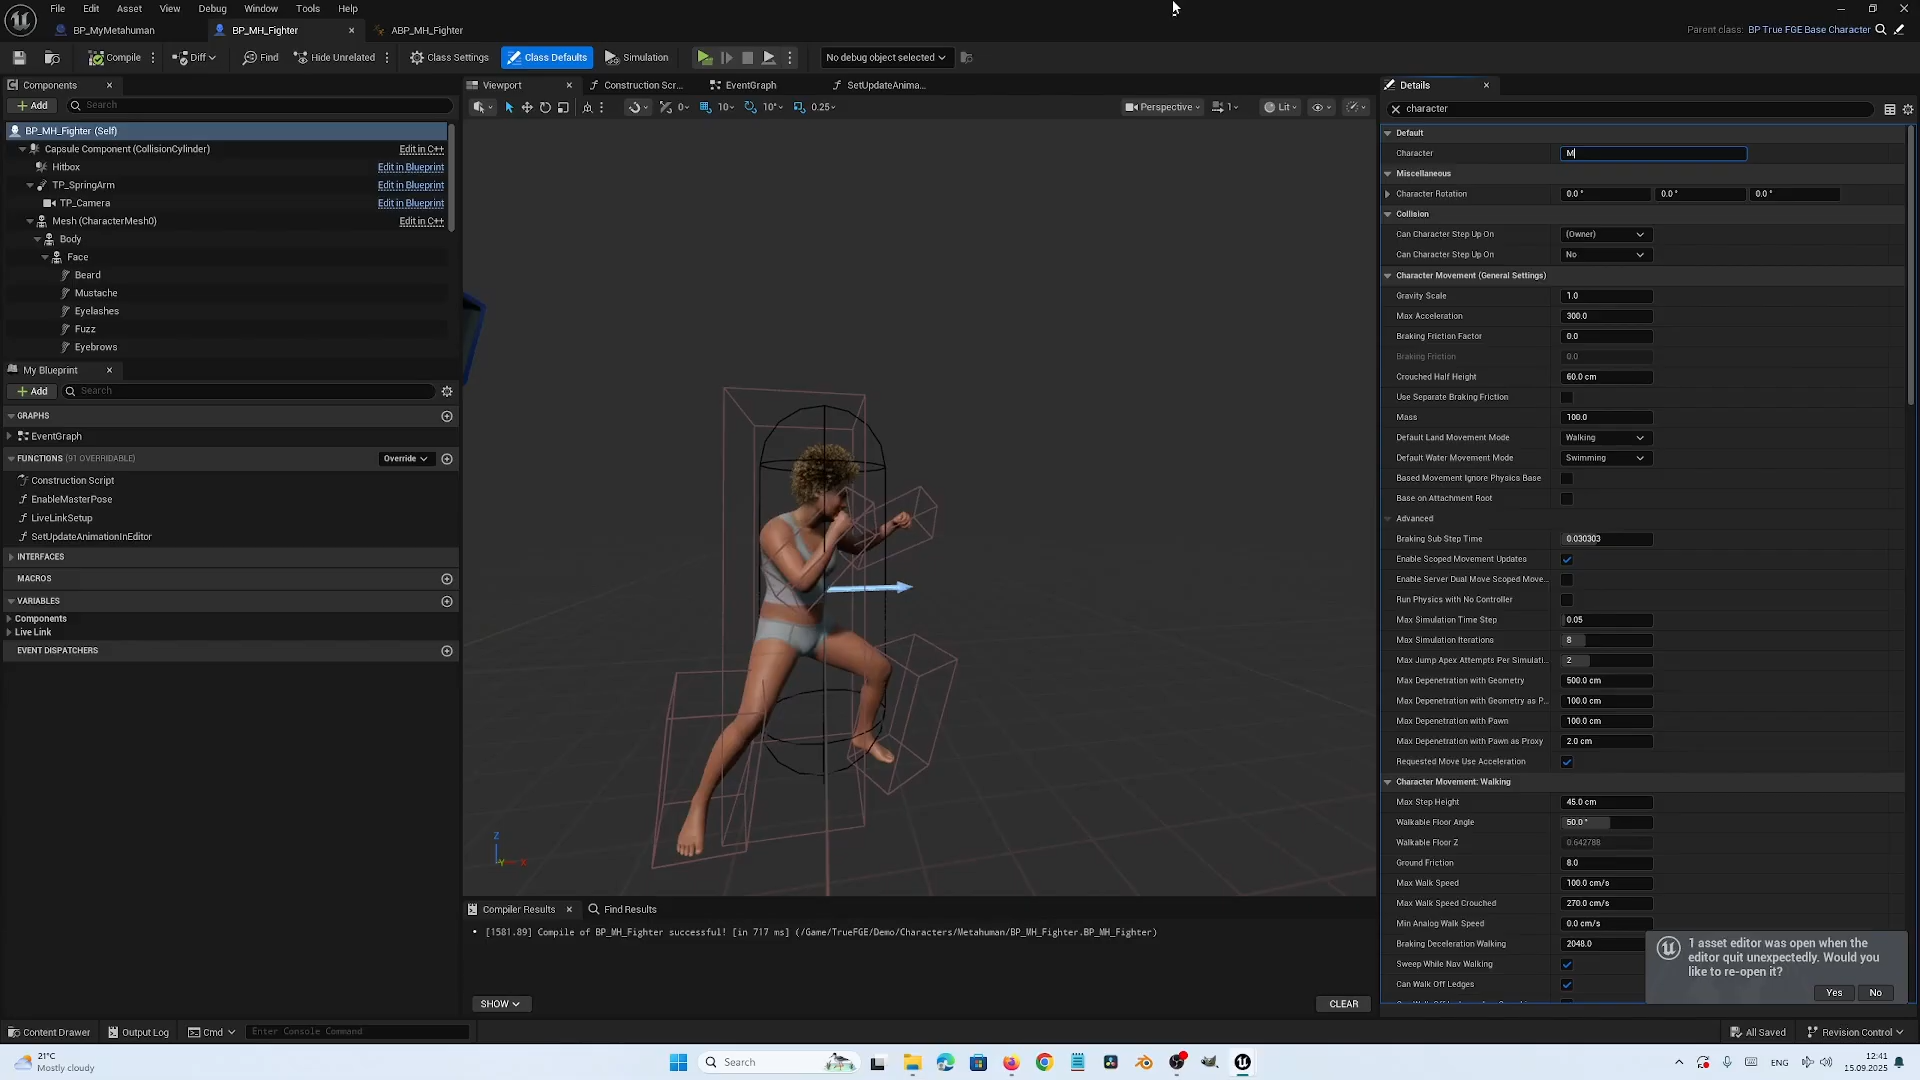 File Edit Asset View Debug Window Tools Help
BP_MyMetahuman BP_MH_Fighter ABP_MH_Fighter
Parent class: BP True FGE Base Character
Compile Diff Find Hide Unrelated Class Settings Class Defaults Simulation No debug object selected
Components
Add Search
BP_MH_Fighter (Self)
Capsule Component (CollisionCylinder) Edit in C++
Hitbox Edit in Blueprint
TP_SpringArm Edit in Blueprint
TP_Camera Edit in Blueprint
Mesh (CharacterMesh0) Edit in C++
Body
Face
Beard
Mustache
Eyelashes
Fuzz
Eyebrows
My Blueprint
Add Search
GRAPHS
EventGraph
FUNCTIONS (91 OVERRIDABLE) Override
Construction Script
EnableMasterPose
LiveLinkSetup
SetUpdateAnimationInEditor
INTERFACES
MACROS
VARIABLES
Components
Live Link
EVENT DISPATCHERS
Viewport Construction Scr... EventGraph SetUpdateAnima...
0 10 10° 0.25 Perspective 1 Lit
Z
Y X
Compiler Results Find Results
[1581.89] Compile of BP_MH_Fighter successful! [in 717 ms] (/Game/TrueFGE/Demo/Characters/Metahuman/BP_MH_Fighter.BP_MH_Fighter)
SHOW CLEAR
Details
character
Default
Character M
Miscellaneous
Character Rotation 0.0 ° 0.0 ° 0.0 °
Collision
Can Character Step Up On (Owner)
Can Character Step Up On No
Character Movement (General Settings)
Gravity Scale 1.0
Max Acceleration 300.0
Braking Friction Factor 0.0
Braking Friction 0.0
Crouched Half Height 60.0 cm
Use Separate Braking Friction
Mass 100.0
Default Land Movement Mode Walking
Default Water Movement Mode Swimming
Based Movement Ignore Physics Base
Base on Attachment Root
Advanced
Braking Sub Step Time 0.030303
Enable Scoped Movement Updates
Enable Server Dual Move Scoped Move...
Run Physics with No Controller
Max Simulation Time Step 0.05
Max Simulation Iterations 8
Max Jump Apex Attempts Per Simulati... 2
Max Depenetration with Geometry 500.0 cm
Max Depenetration with Geometry as P... 100.0 cm
Max Depenetration with Pawn 100.0 cm
Max Depenetration with Pawn as Proxy 2.0 cm
Requested Move Use Acceleration
Character Movement: Walking
Max Step Height 45.0 cm
Walkable Floor Angle 50.0 °
Walkable Floor Z 0.642788
Ground Friction 8.0
Max Walk Speed 100.0 cm/s
Max Walk Speed Crouched 270.0 cm/s
Min Analog Walk Speed 0.0 cm/s
Braking Deceleration Walking 2048.0
Sweep While Nav Walking
Can Walk Off Ledges
1 asset editor was open when the
editor quit unexpectedly. Would you
like to re-open it?
Yes No
Content Drawer Output Log Cmd Enter Console Command All Saved Revision Control
21°C
Mostly cloudy
Search
ENG
12:41
15.09.2025